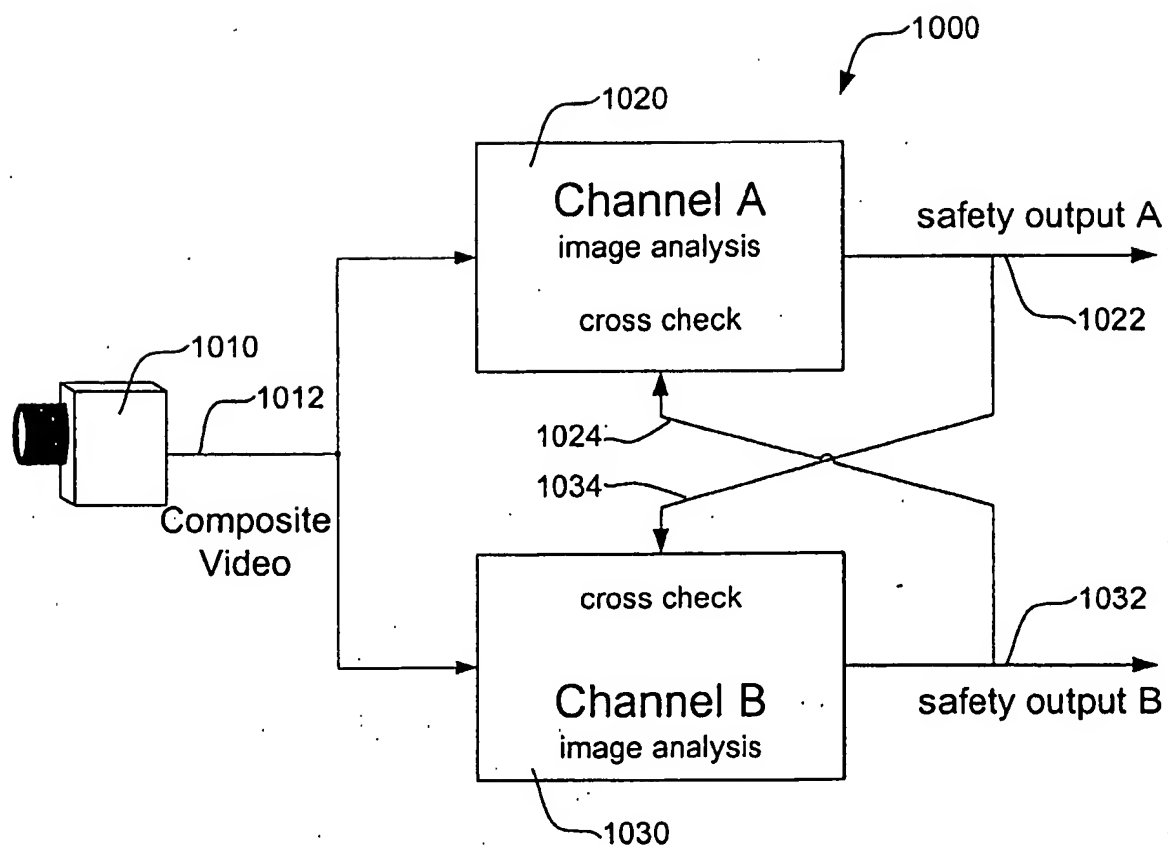 1000
1020
Channel A
image analysis
cross check
safety output A
1022
1010
1012
Composite
Video
1024
1034
cross check
Channel B
image analysis
1032
safety output B
1030